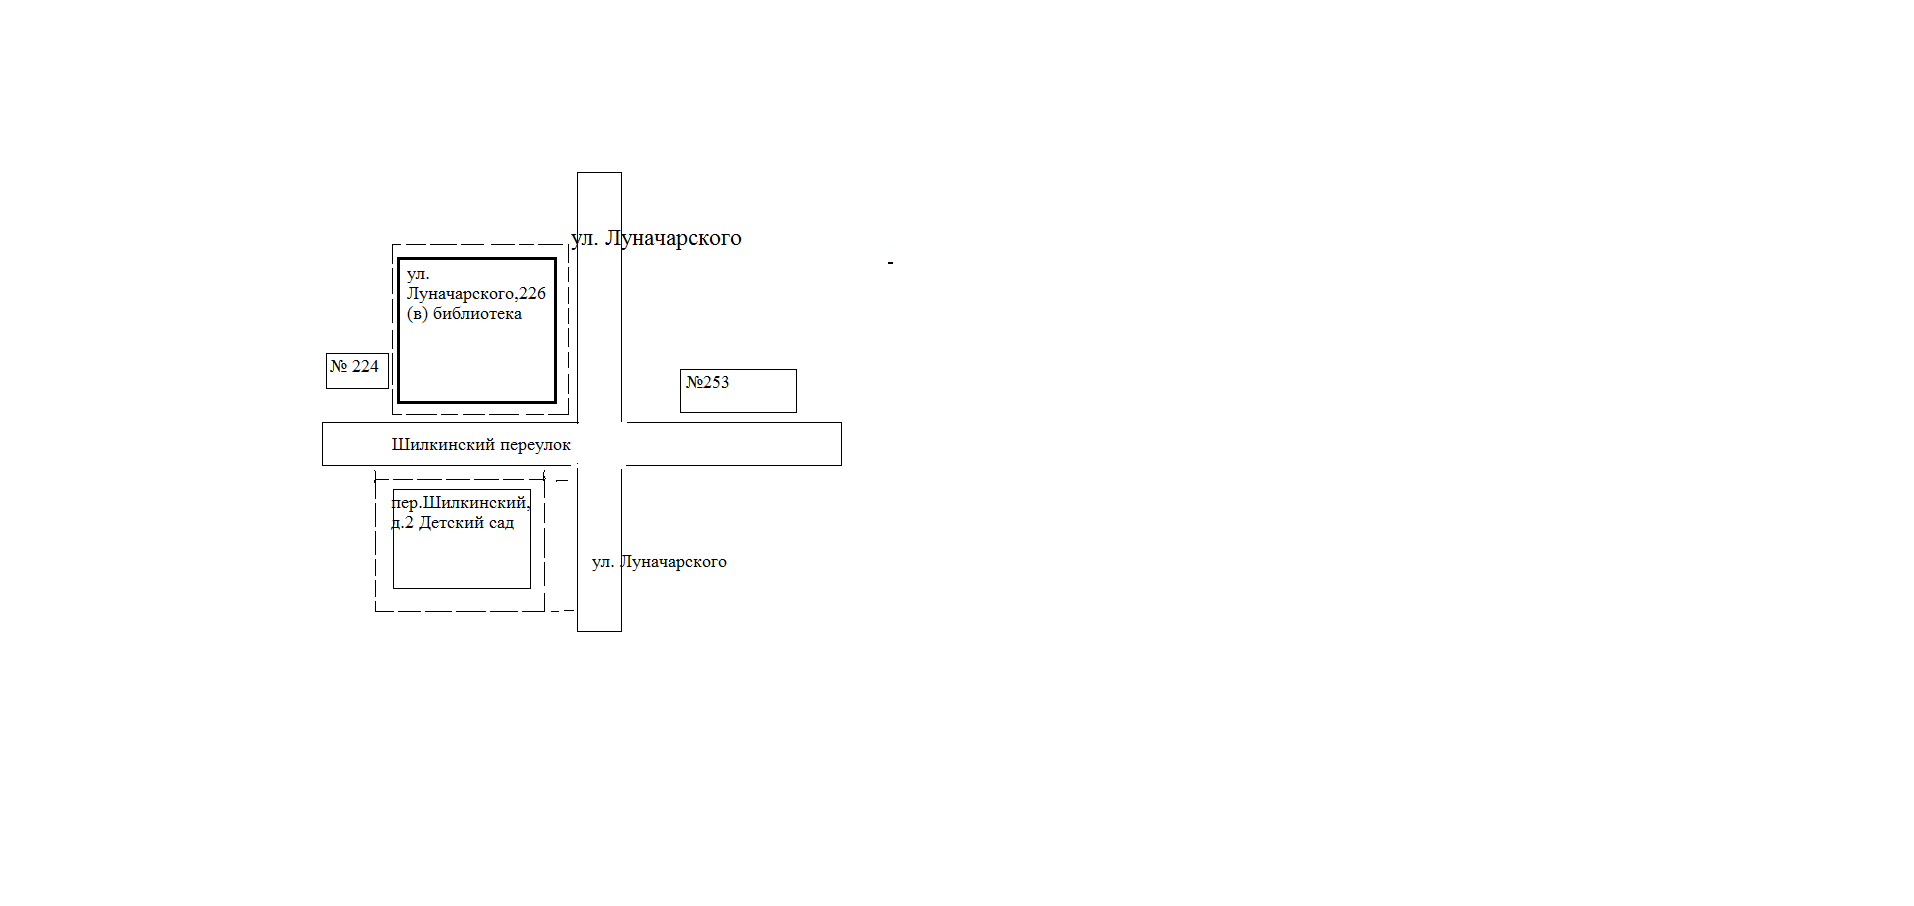 ул. Луначарского
ул.
Луначарского,226
(в) библиотека
№ 224
№253
Шилкинский переулок
пер.Шилкинский,
д.2 Детский сад
ул. Луначарского